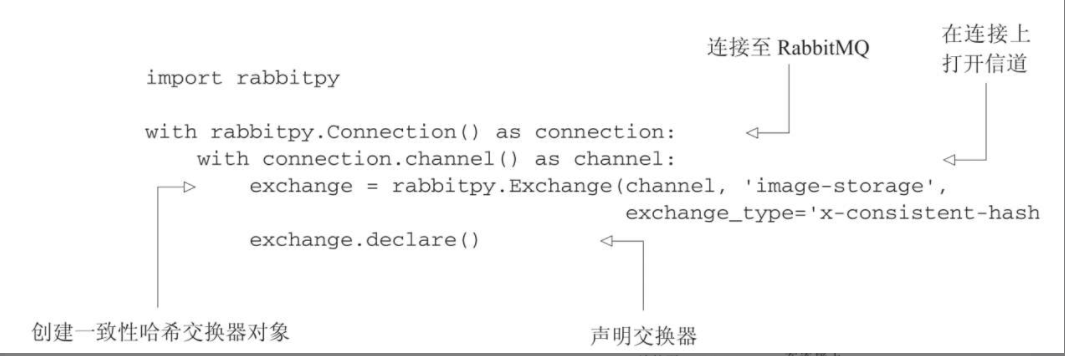 连接至 RabbitMQ
在连接上
打开信道
import rabbitpy
with rabbitpy.Connection() as connection:
with connection.channel() as channel:
exchange = rabbitpy.Exchange(channel, 'image-storage',
exchange_type='x-consistent-hash
exchange.declare()
创建一致性哈希交换器对象
声明交换器